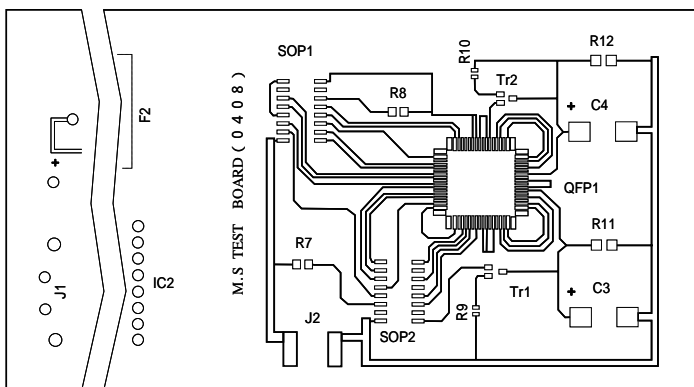 SOP1
R10
R12
Tr2
R8
C4
+
F2
M.S TEST BOARD ( 0 4 0 8 )
+
QFP1
R11
R7
IC2
J1
C3
+
Tr1
R9
J2
SOP2